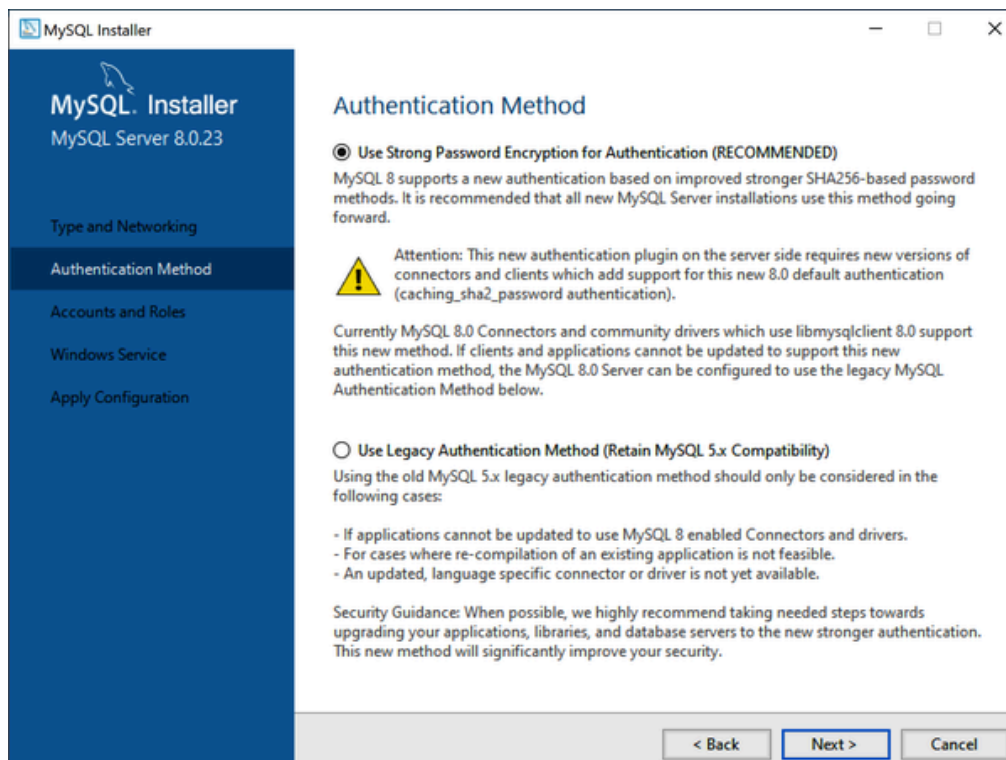 MySQL Installer
MySQL. Installer
MySQL Server 8.0.23
Type and Networking
Authentication Method
Accounts and Roles
Windows Service
Apply Configuration
Authentication Method
Use Strong Password Encryption for Authentication (RECOMMENDED)
MySQL 8 supports a new authentication based on improved stronger SHA256-based password
methods. It is recommended that all new MySQL Server installations use this method going
forward.
Attention: This new authentication plugin on the server side requires new versions of
connectors and clients which add support for this new 8.0 default authentication
(caching_sha2_password authentication).
Currently MySQL 8.0 Connectors and community drivers which use libmysqlclient 8.0 support
this new method. If clients and applications cannot be updated to support this new
authentication method, the MySQL 8.0 Server can be configured to use the legacy MySQL
Authentication Method below.
Use Legacy Authentication Method (Retain MySQL 5.x Compatibility)
Using the old MySQL 5.x legacy authentication method should only be considered in the
following cases:
- If applications cannot be updated to use MySQL 8 enabled Connectors and drivers.
- For cases where re-compilation of an existing application is not feasible.
- An updated, language specific connector or driver is not yet available.
Security Guidance: When possible, we highly recommend taking needed steps towards
upgrading your applications, libraries, and database servers to the new stronger authentication.
This new method will significantly improve your security.
< Back
Next >
Cancel